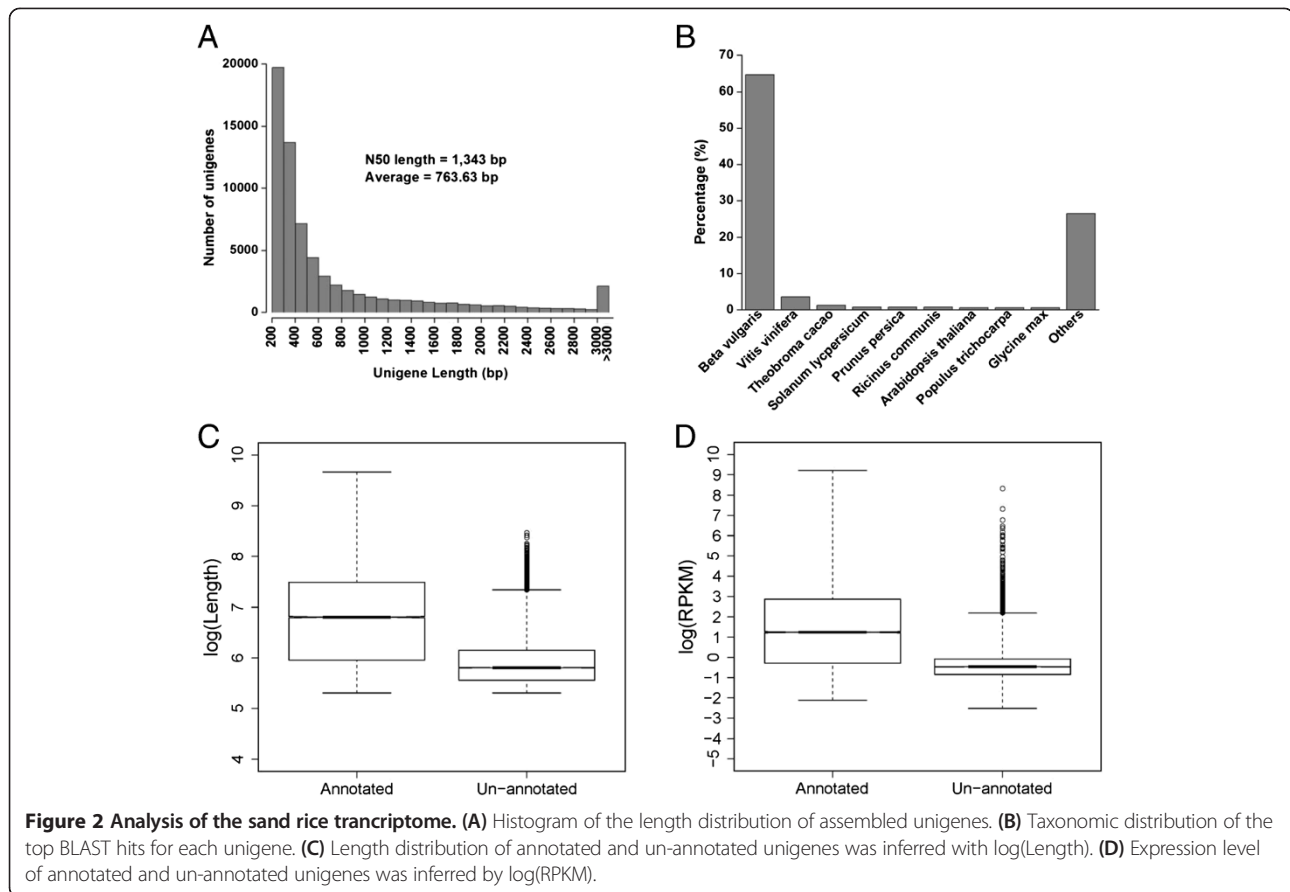 A
20000
15000
10000
5000
0
Number of unigenes
N50 length = 1,343 bp
Average = 763.63 bp
200
400
600
800
1000
1200
1400
1600
1800
2000
2200
2400
2600
2800
3000
>3000
Unigene Length (bp)
B
70
60
50
40
30
20
10
0
Percentage (%)
Beta vulgaris
Vitis vinifera
Theobroma cacao
Solanum lycpersicum
Prunus persica
Ricinus communis
Arabidopsis thaliana
Populus trichocarpa
Glycine max
Others
C
10
9
8
7
6
5
4
log(Length)
Annotated
Un-annotated
D
10
9
8
7
6
5
4
3
2
1
0
−1
−2
−3
−4
−5
log(RPKM)
Annotated
Un-annotated
Figure 2 Analysis of the sand rice trancriptome. (A) Histogram of the length distribution of assembled unigenes. (B) Taxonomic distribution of the
top BLAST hits for each unigene. (C) Length distribution of annotated and un-annotated unigenes was inferred with log(Length). (D) Expression level
of annotated and un-annotated unigenes was inferred by log(RPKM).